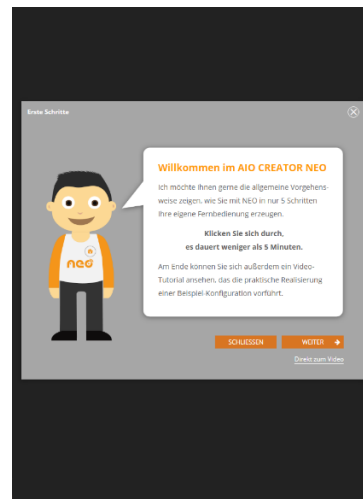 Erste Schritte
Willkommen im AIO CREATOR NEO
Ich möchte Ihnen gerne die allgemeine Vorgehens-
weise zeigen, wie Sie mit NEO in nur 5 Schritten
Ihre eigene Fernbedienung erzeugen.
Klicken Sie sich durch,
es dauert weniger als 5 Minuten.
Am Ende können Sie sich außerdem ein Video-
Tutorial ansehen, das die praktische Realisierung
einer Beispiel-Konfiguration vorführt.
neo
SCHLIESSEN
WEITER
Direkt zum Video